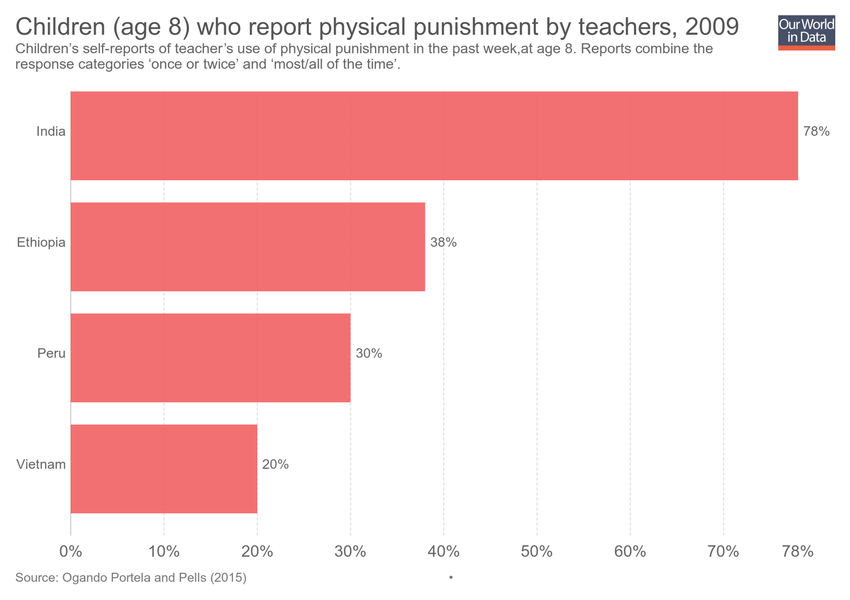 Children (age 8) who report physical punishment by teachers, 2009
Our World
in Data
Children's self-reports of teacher's use of physical punishment in the past week,at age 8. Reports combine the
response categories 'once or twice' and 'most/all of the time'.
India
78%
Ethiopia
38%
Peru
30%
Vietnam
20%
0% 10% 20% 30% 40% 50% 60% 70% 78%
Source: Ogando Portela and Pells (2015) •